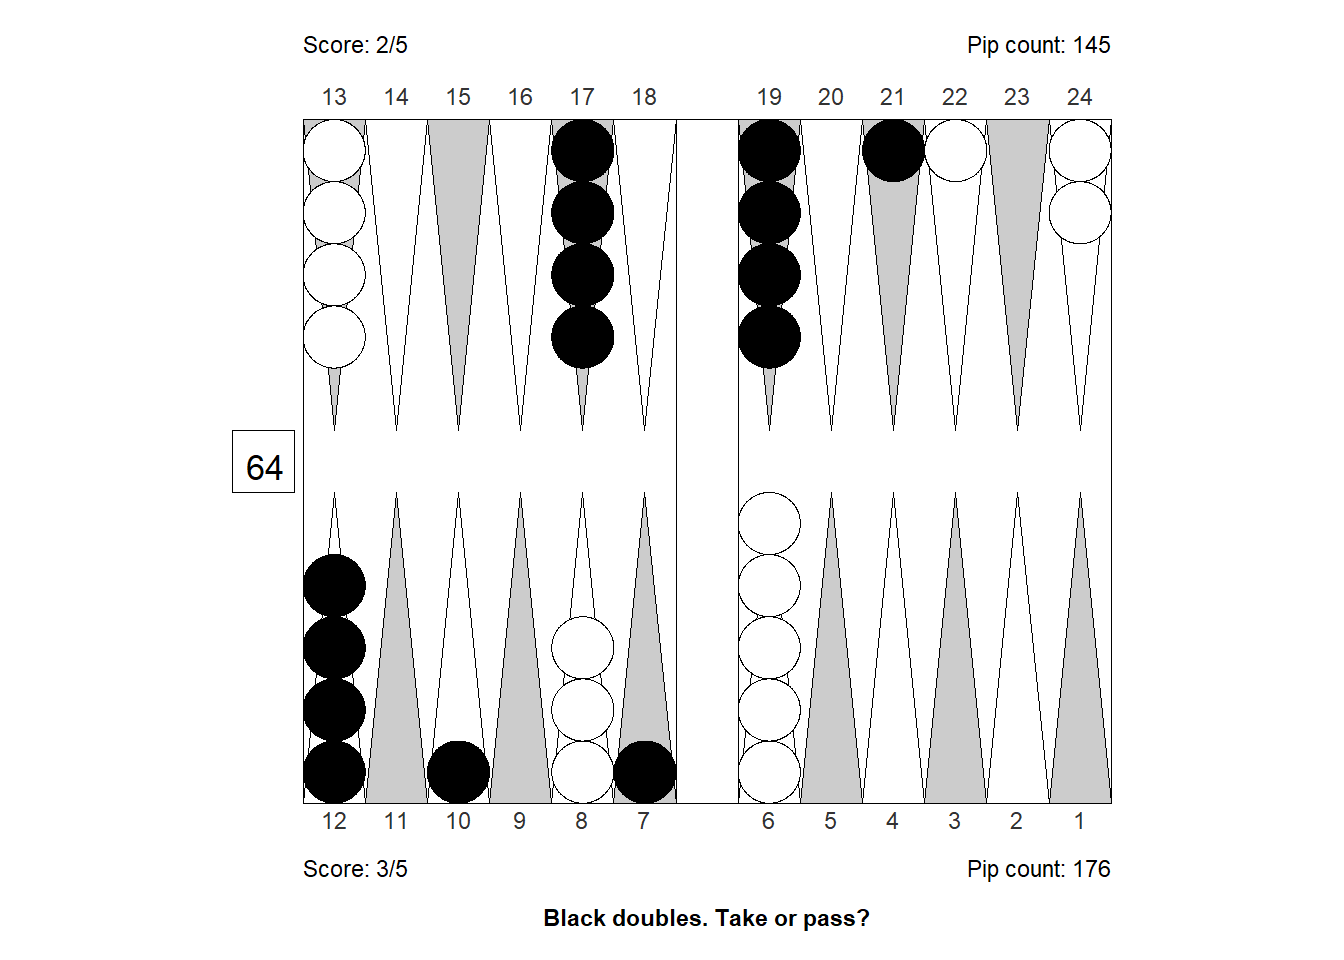 Score: 2/5 Pip count: 145
13 14 15 16 17 18 19 20 21 22 23 24
64
12 11 10 9 8 7 6 5 4 3 2 1
Score: 3/5 Pip count: 176
Black doubles. Take or pass?